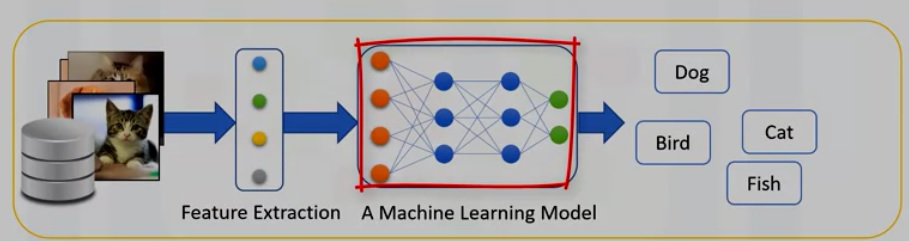 Dog
Bird
Cat
Fish
Feature Extraction
A Machine Learning Model